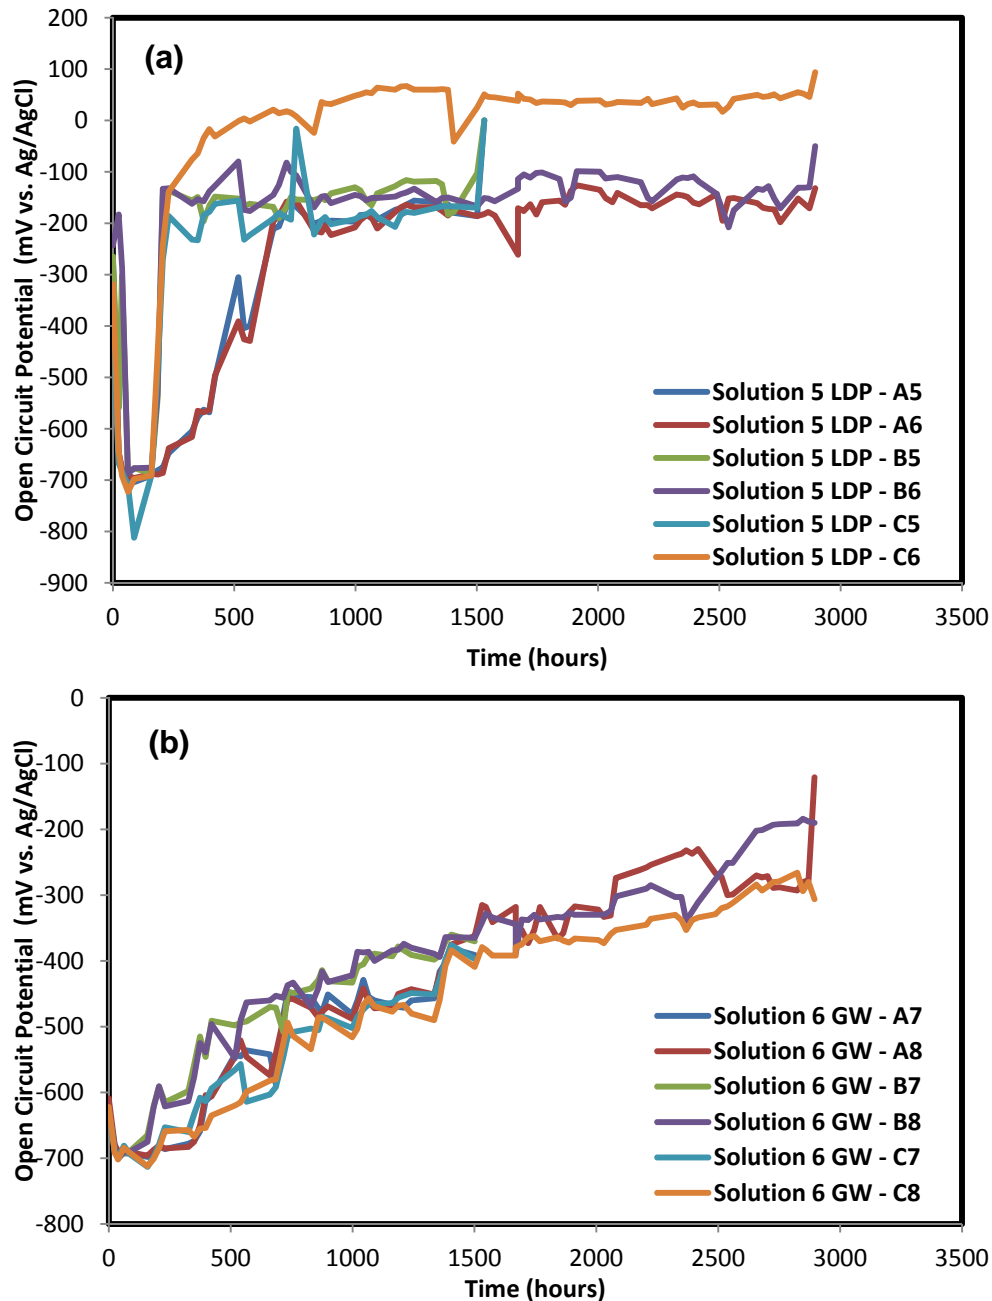 (a)
Open Circuit Potential (mV vs. Ag/AgCl)
200
100
0
-100
-200
-300
-400
-500
-600
-700
-800
-900
Solution 5 LDP - A5
Solution 5 LDP - A6
Solution 5 LDP - B5
Solution 5 LDP - B6
Solution 5 LDP - C5
Solution 5 LDP - C6
0 500 1000 1500 2000 2500 3000 3500
Time (hours)
(b)
Open Circuit Potential (mV vs. Ag/AgCl)
0
-100
-200
-300
-400
-500
-600
-700
-800
Solution 6 GW - A7
Solution 6 GW - A8
Solution 6 GW - B7
Solution 6 GW - B8
Solution 6 GW - C7
Solution 6 GW - C8
0 500 1000 1500 2000 2500 3000 3500
Time (hours)